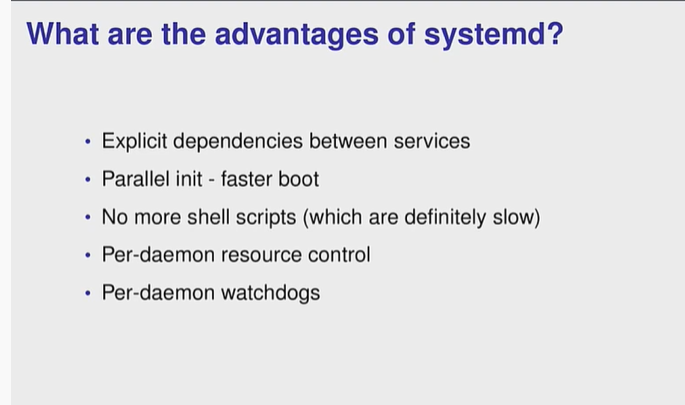 What are the advantages of systemd?
• Explicit dependencies between services
• Parallel init - faster boot
• No more shell scripts (which are definitely slow)
• Per-daemon resource control
• Per-daemon watchdogs